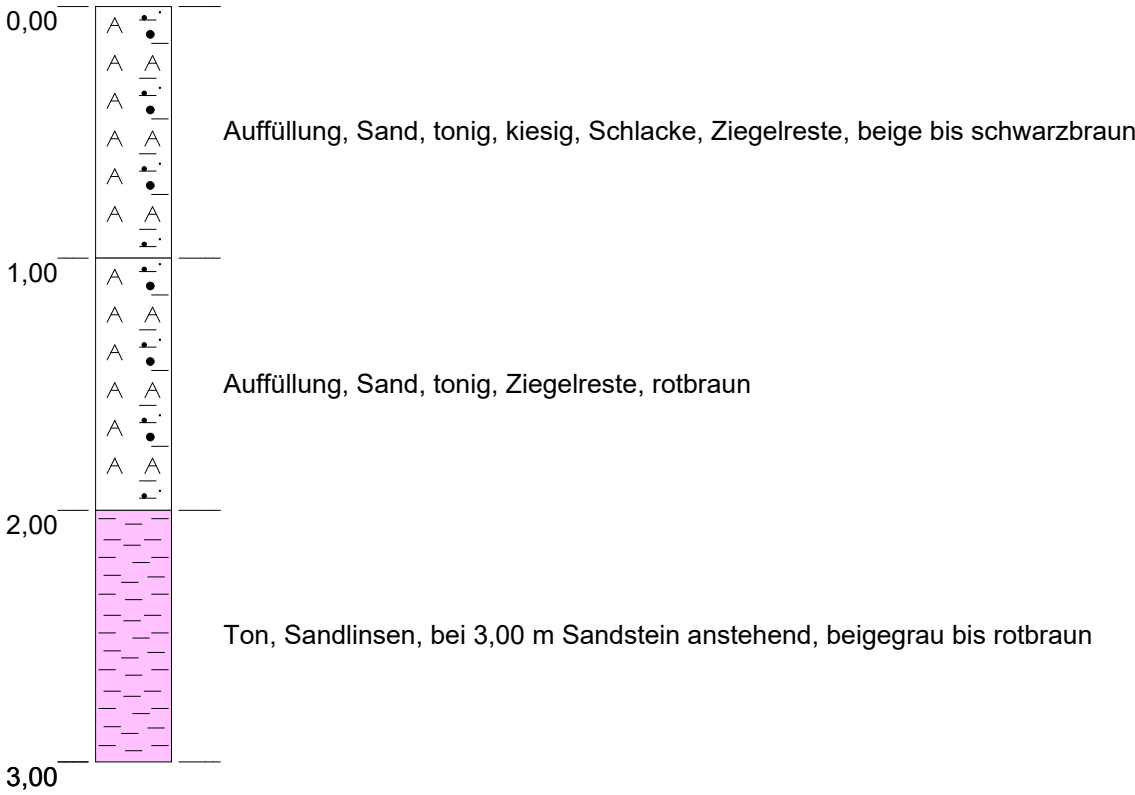 0,00
Auffüllung, Sand, tonig, kiesig, Schlacke, Ziegelreste, beige bis schwarzbraun
1,00
Auffüllung, Sand, tonig, Ziegelreste, rotbraun
2,00
Ton, Sandlinsen, bei 3,00 m Sandstein anstehend, beigegrau bis rotbraun
3,00